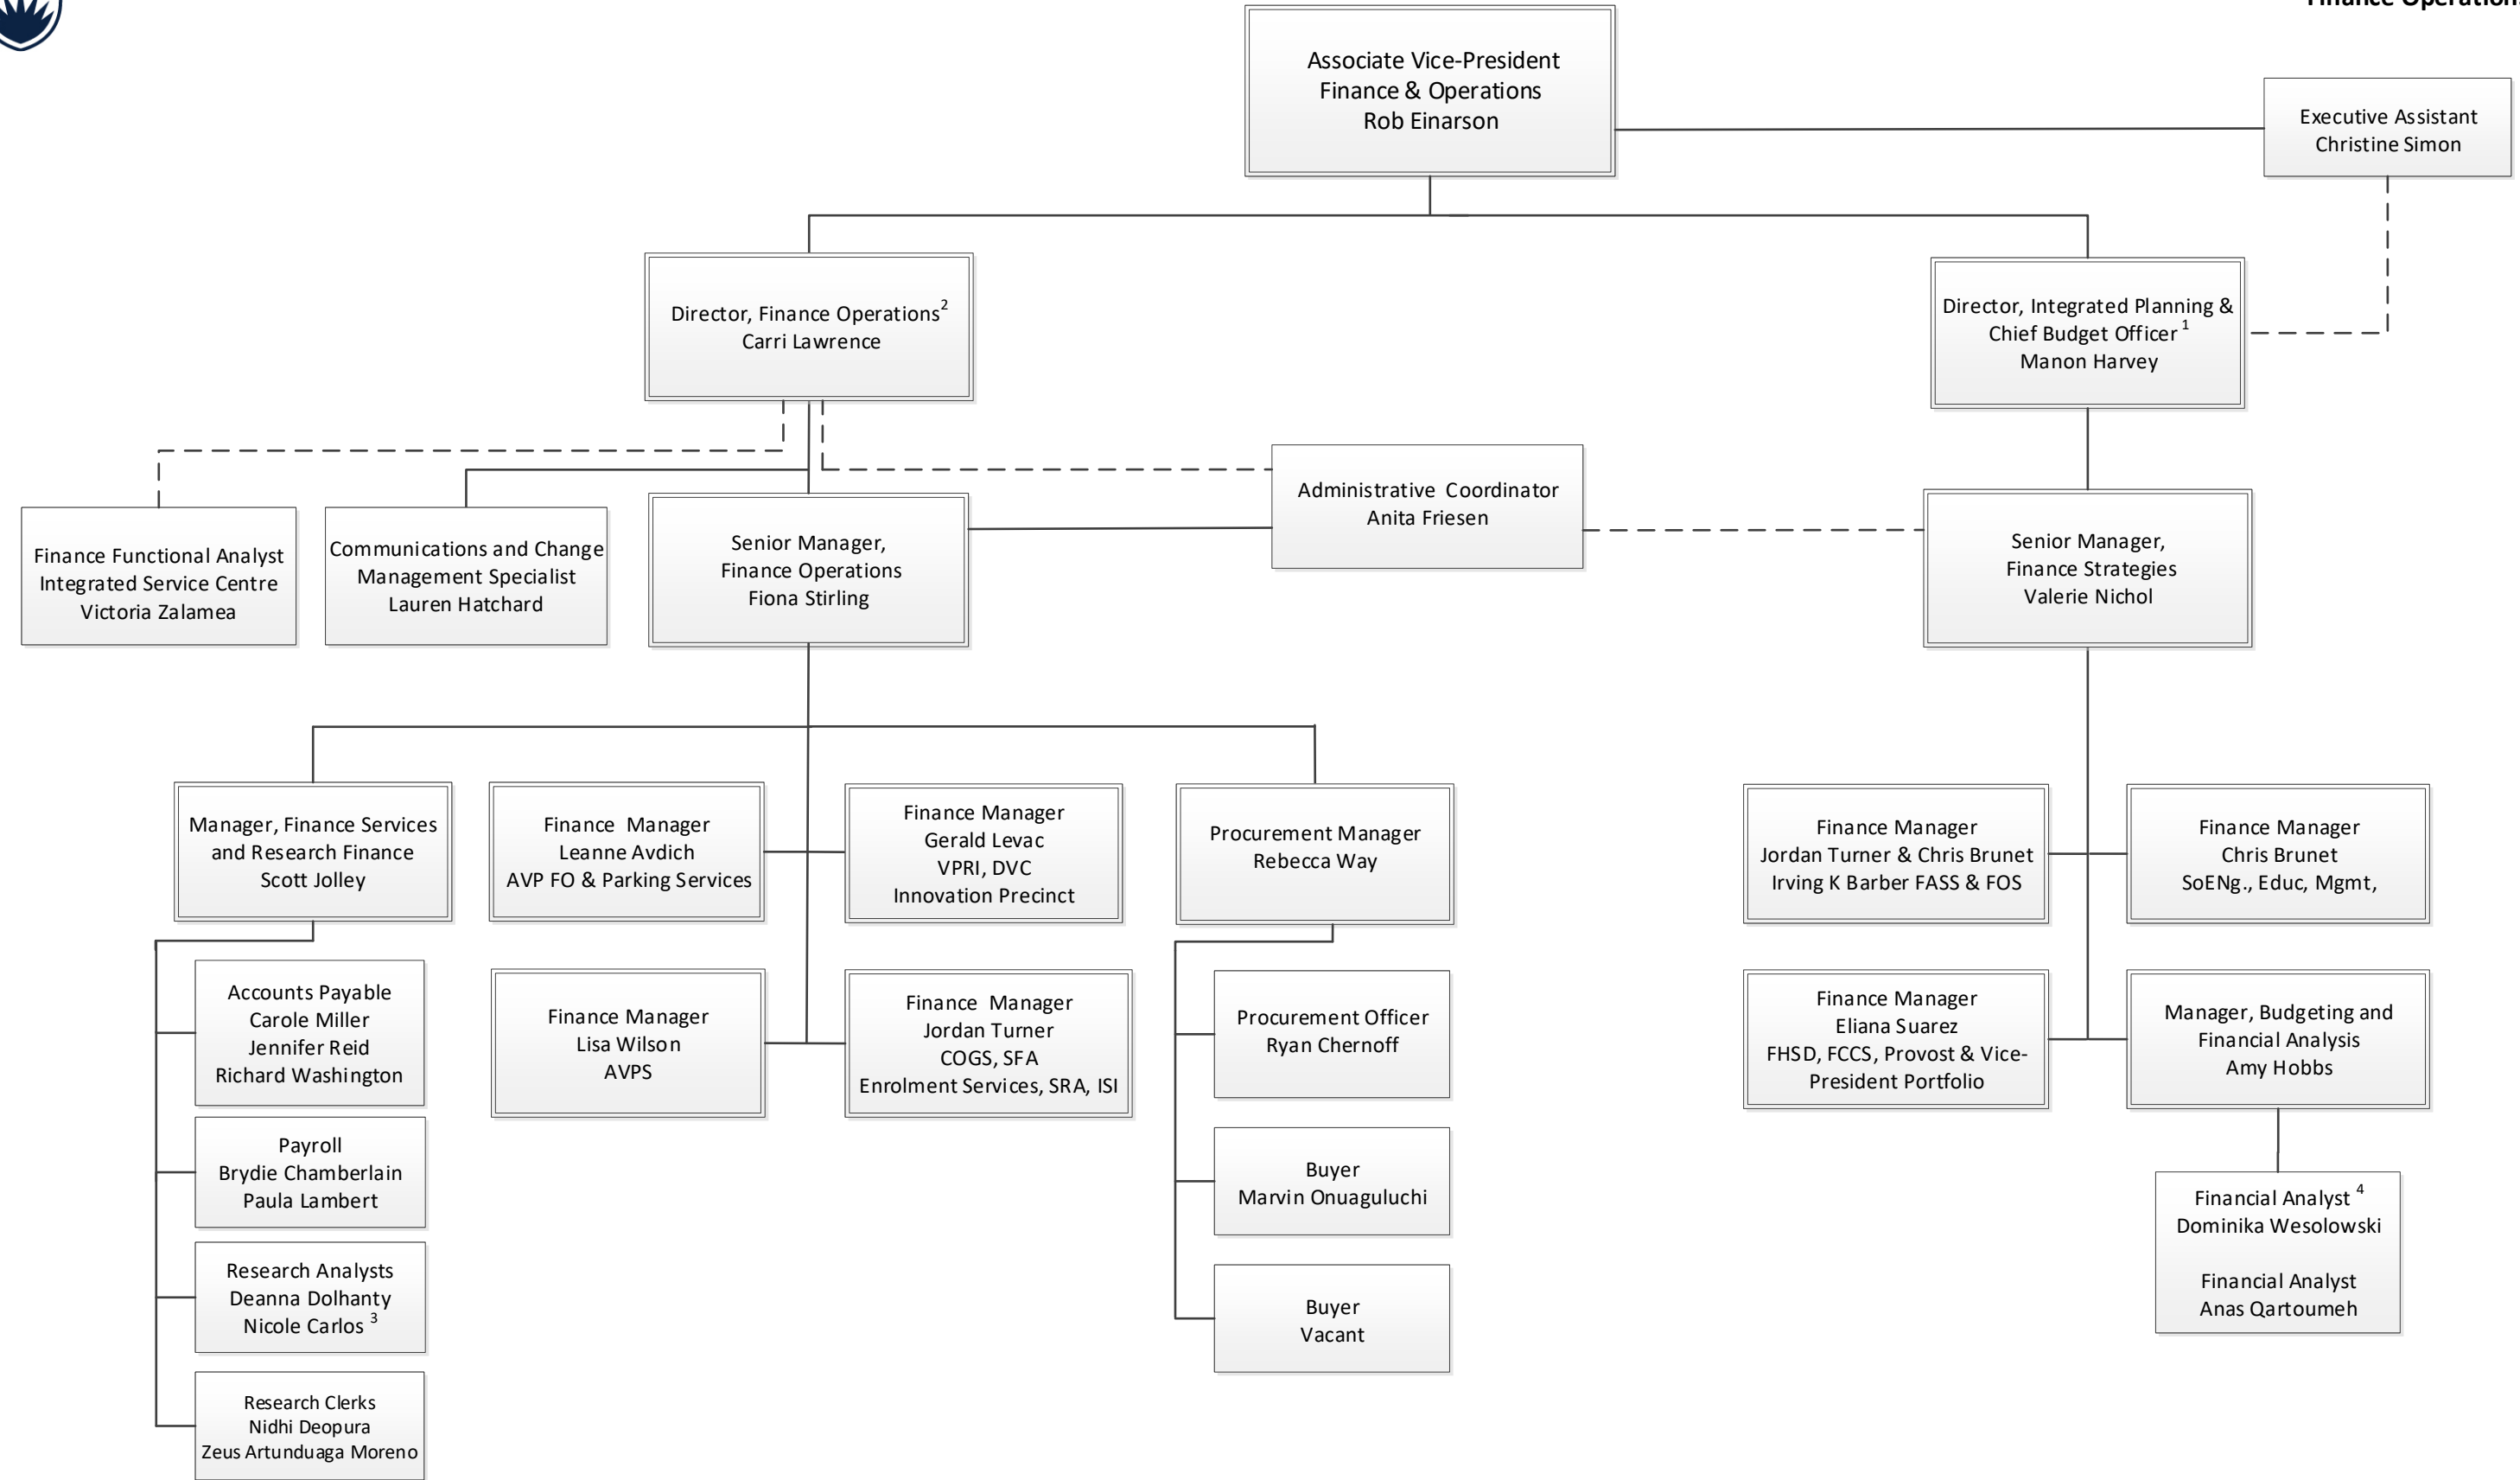 Finance Operations
Associate Vice-President
Finance & Operations
Rob Einarson
Executive Assistant
Christine Simon
Director, Finance Operations2
Carri Lawrence
Director, Integrated Planning &
Chief Budget Officer 1
Manon Harvey
Administrative Coordinator
Anita Friesen
Finance Functional Analyst
Integrated Service Centre
Victoria Zalamea
Communications and Change
Management Specialist
Lauren Hatchard
Senior Manager,
Finance Operations
Fiona Stirling
Senior Manager,
Finance Strategies
Valerie Nichol
Manager, Finance Services
and Research Finance
Scott Jolley
Finance Manager
Leanne Avdich
AVP FO & Parking Services
Finance Manager
Gerald Levac
VPRI, DVC
Innovation Precinct
Procurement Manager
Rebecca Way
Finance Manager
Jordan Turner & Chris Brunet
Irving K Barber FASS & FOS
Finance Manager
Chris Brunet
SoENg., Educ, Mgmt,
Accounts Payable
Carole Miller
Jennifer Reid
Richard Washington
Finance Manager
Lisa Wilson
AVPS
Finance Manager
Jordan Turner
COGS, SFA
Enrolment Services, SRA, ISI
Procurement Officer
Ryan Chernoff
Finance Manager
Eliana Suarez
FHSD, FCCS, Provost & Vice-
President Portfolio
Manager, Budgeting and
Financial Analysis
Amy Hobbs
Payroll
Brydie Chamberlain
Paula Lambert
Buyer
Marvin Onuaguluchi
Financial Analyst 4
Dominika Wesolowski
Financial Analyst
Anas Qartoumeh
Research Analysts
Deanna Dolhanty
Nicole Carlos 3
Buyer
Vacant
Research Clerks
Nidhi Deopura
Zeus Artunduaga Moreno